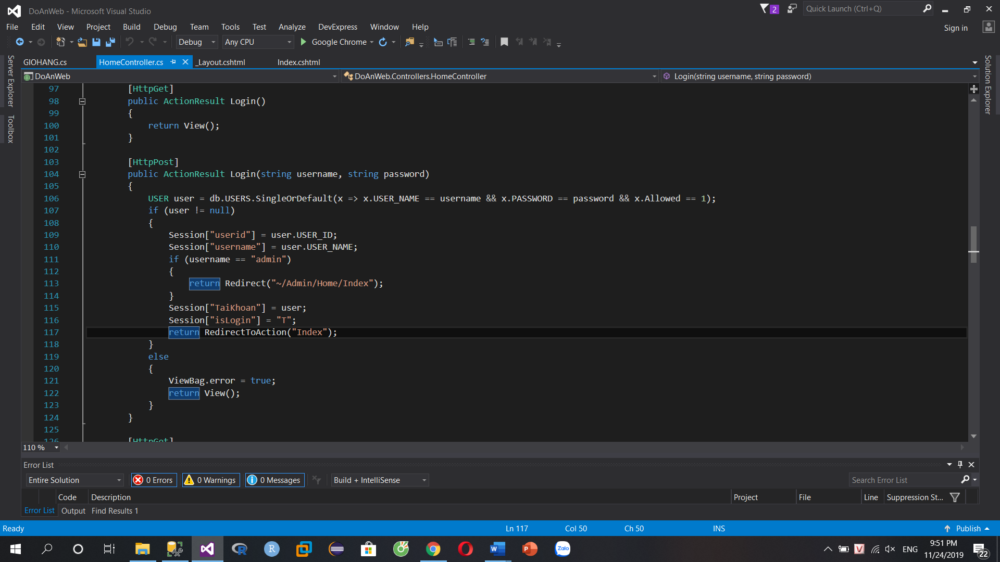 DoAnWeb - Microsoft Visual Studio
2
Quick Launch (Ctrl+Q)
File Edit View Project Build Debug Team Tools Test Analyze DevExpress Window Help
Sign in
Debug Any CPU Google Chrome
Server Explorer
Toolbox
Solution Explorer
GIOHANG.cs HomeController.cs _Layout.cshtml Index.cshtml
DoAnWeb DoAnWeb.Controllers.HomeController Login(string username, string password)
97 [HttpGet]
98 public ActionResult Login()
99 {
100 return View();
101 }
102
103 [HttpPost]
104 public ActionResult Login(string username, string password)
105 {
106 USER user = db.USERS.SingleOrDefault(x => x.USER_NAME == username && x.PASSWORD == password && x.Allowed == 1);
107 if (user != null)
108 {
109 Session["userid"] = user.USER_ID;
110 Session["username"] = user.USER_NAME;
111 if (username == "admin")
112 {
113 return Redirect("~/Admin/Home/Index");
114 }
115 Session["TaiKhoan"] = user;
116 Session["isLogin"] = "T";
117 return RedirectToAction("Index");
118 }
119 else
120 {
121 ViewBag.error = true;
122 return View();
123 }
124 }
125
126 [HttpGet]
110 %
Error List
Entire Solution 0 Errors 0 Warnings 0 Messages Build + IntelliSense Search Error List
Code Description Project File Line Suppression St...
Error List Output Find Results 1
Ready Ln 117 Col 50 Ch 50 INS Publish
Zalo
ENG
9:51 PM
11/24/2019
22